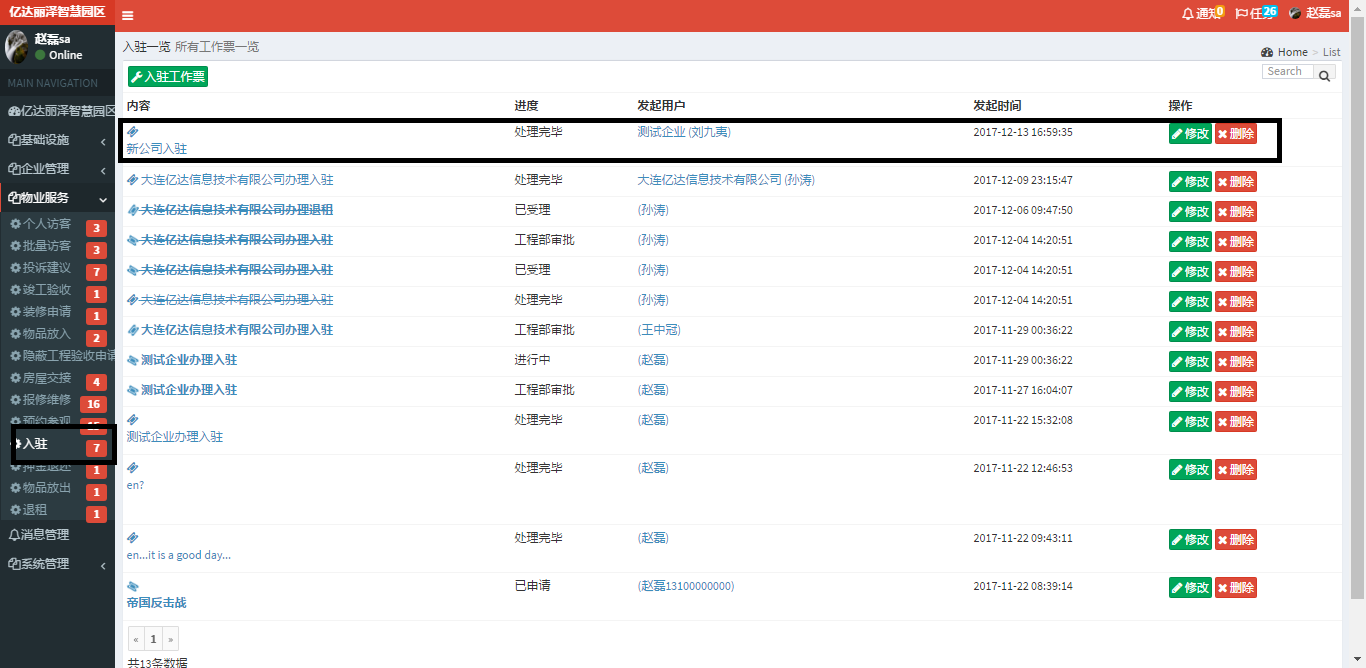 亿达丽泽智慧园区
通知 0
任务 26
赵磊sa
赵磊sa
Online
MAIN NAVIGATION
亿达丽泽智慧园区
基础设施
企业管理
物业服务
个人访客 3
批量访客 3
投诉建议 7
竣工验收 1
装修申请 1
物品放入 2
隐蔽工程验收申请
房屋交接 4
报修维修 16
预约参观
入驻 7
押金退还 1
物品放出 1
退租 1
消息管理
系统管理
入驻一览 所有工作票一览
Home > List
入驻工作票
Search
内容 进度 发起用户 发起时间 操作
处理完毕 测试企业 (刘九夷) 2017-12-13 16:59:35 修改 删除
新公司入驻
大连亿达信息技术有限公司办理入驻 处理完毕 大连亿达信息技术有限公司 (孙涛) 2017-12-09 23:15:47 修改 删除
大连亿达信息技术有限公司办理退租 已受理 (孙涛) 2017-12-06 09:47:50 修改 删除
大连亿达信息技术有限公司办理入驻 工程部审批 (孙涛) 2017-12-04 14:20:51 修改 删除
大连亿达信息技术有限公司办理入驻 已受理 (孙涛) 2017-12-04 14:20:51 修改 删除
大连亿达信息技术有限公司办理入驻 处理完毕 (孙涛) 2017-12-04 14:20:51 修改 删除
大连亿达信息技术有限公司办理入驻 工程部审批 (王中冠) 2017-11-29 00:36:22 修改 删除
测试企业办理入驻 进行中 (赵磊) 2017-11-29 00:36:22 修改 删除
测试企业办理入驻 工程部审批 (赵磊) 2017-11-27 16:04:07 修改 删除
处理完毕 (赵磊) 2017-11-22 15:32:08 修改 删除
测试企业办理入驻
处理完毕 (赵磊) 2017-11-22 12:46:53 修改 删除
en?
处理完毕 (赵磊) 2017-11-22 09:43:11 修改 删除
en...it is a good day...
已申请 (赵磊13100000000) 2017-11-22 08:39:14 修改 删除
帝国反击战
« 1 »
共13条数据